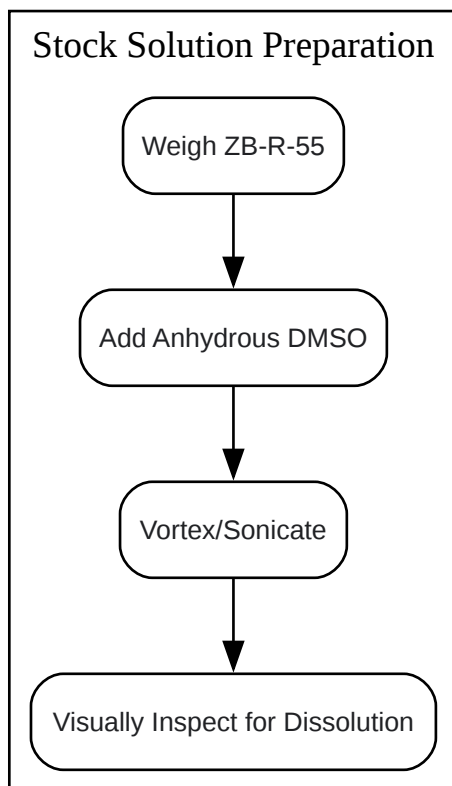 Stock Solution Preparation
Weigh ZB-R-55
Add Anhydrous DMSO
Vortex/Sonicate
Visually Inspect for Dissolution